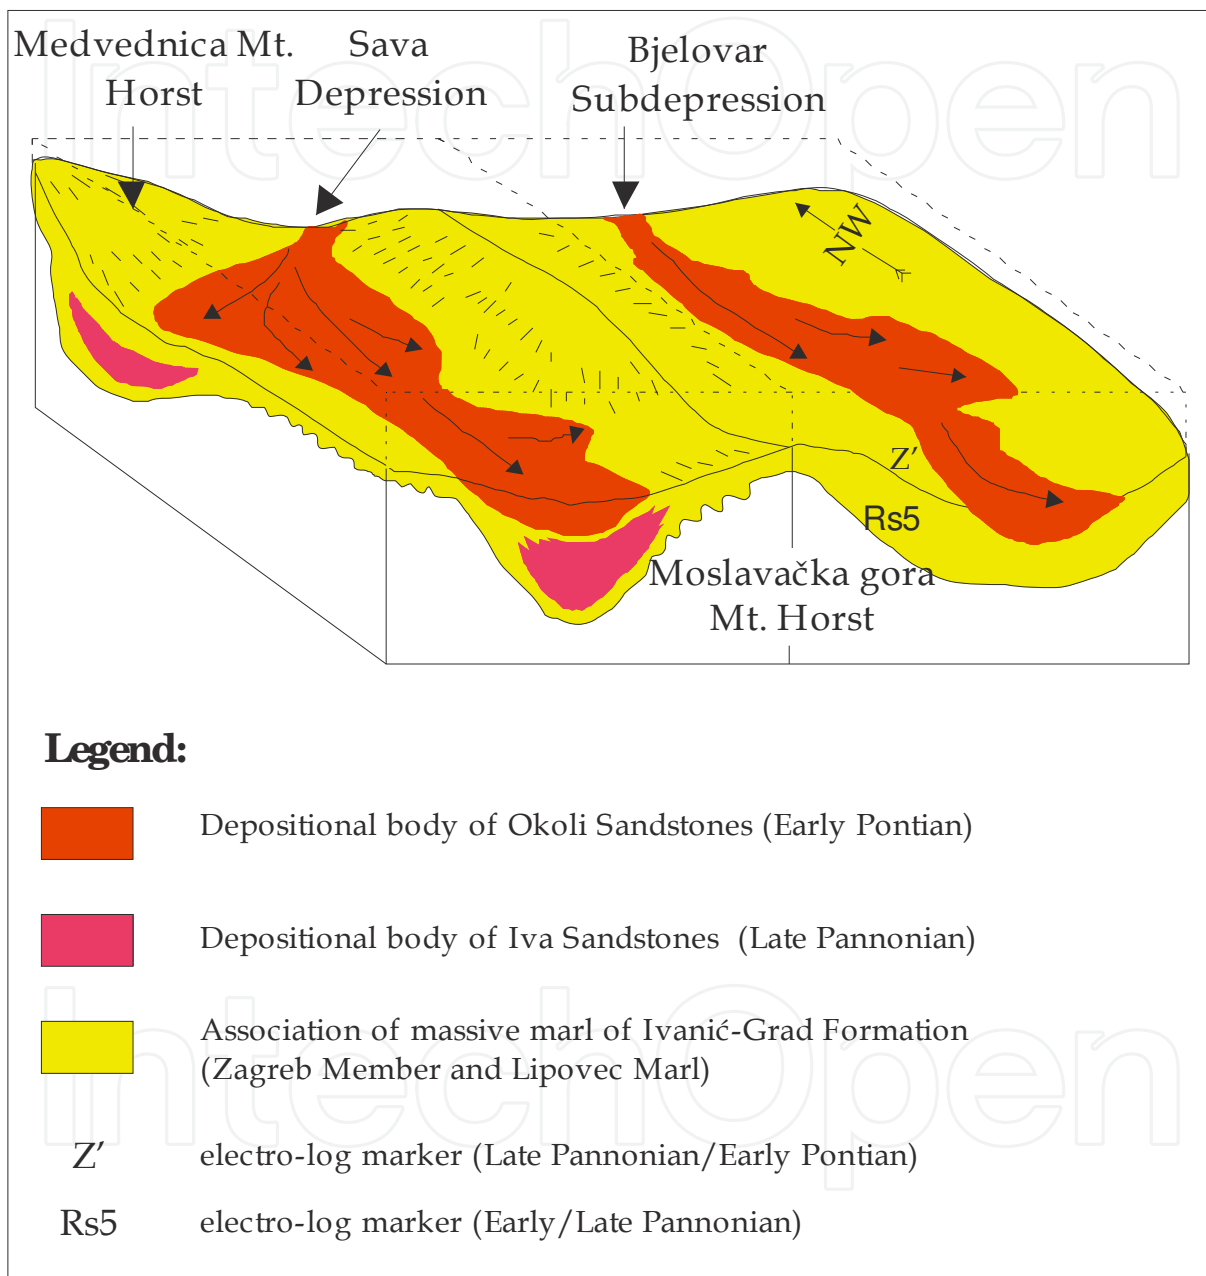 Medvednica Mt.
Horst
Sava
Depression
Bjelovar
Subdepression
NW
Z′
Rs5
Moslavačka gora
Mt. Horst
Legend:
Depositional body of Okoli Sandstones (Early Pontian)
Depositional body of Iva Sandstones (Late Pannonian)
Association of massive marl of Ivanić-Grad Formation
(Zagreb Member and Lipovec Marl)
Z′ electro-log marker (Late Pannonian/Early Pontian)
Rs5 electro-log marker (Early/Late Pannonian)
IntechOpen
IntechOpen